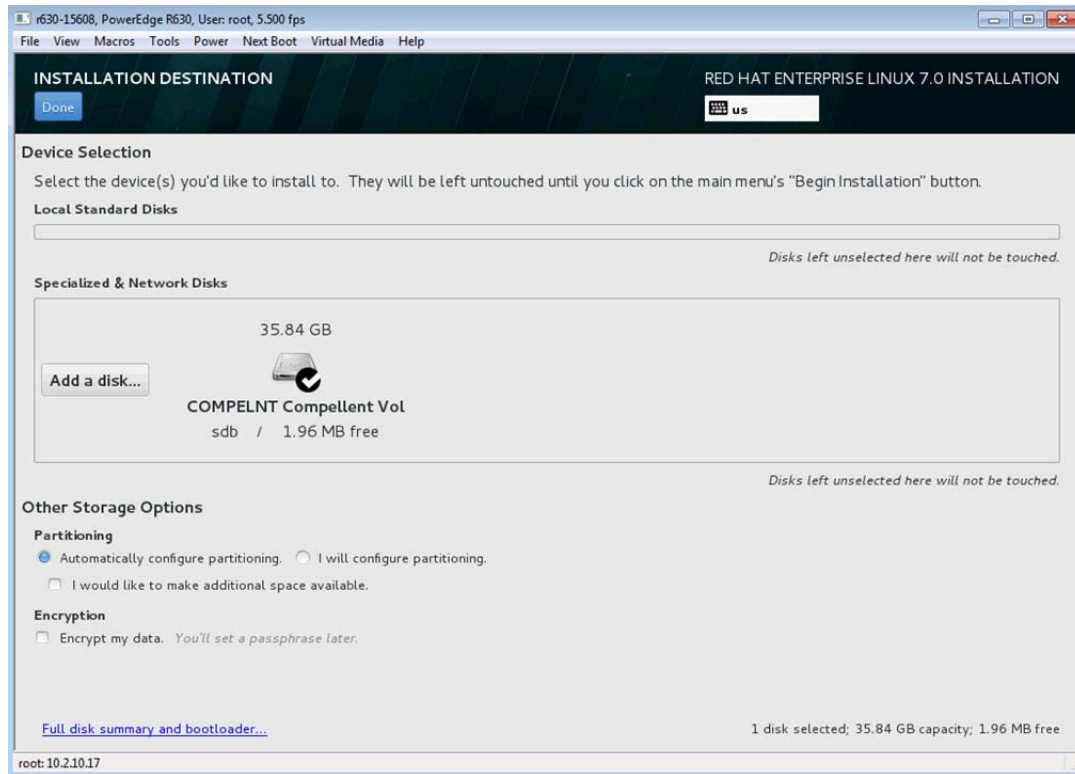 r630-15608, PowerEdge R630, User: root, 5.500 fps
File View Macros Tools Power Next Boot Virtual Media Help
INSTALLATION DESTINATION
RED HAT ENTERPRISE LINUX 7.0 INSTALLATION
Done
us
Device Selection
Select the device(s) you'd like to install to. They will be left untouched until you click on the main menu's "Begin Installation" button.
Local Standard Disks
Disks left unselected here will not be touched.
Specialized & Network Disks
35.84 GB
Add a disk...
COMPELNT Compellent Vol
sdb / 1.96 MB free
Disks left unselected here will not be touched.
Other Storage Options
Partitioning
Automatically configure partitioning. I will configure partitioning.
I would like to make additional space available.
Encryption
Encrypt my data. You'll set a passphrase later.
Full disk summary and bootloader...
1 disk selected; 35.84 GB capacity; 1.96 MB free
root: 10.2.10.17